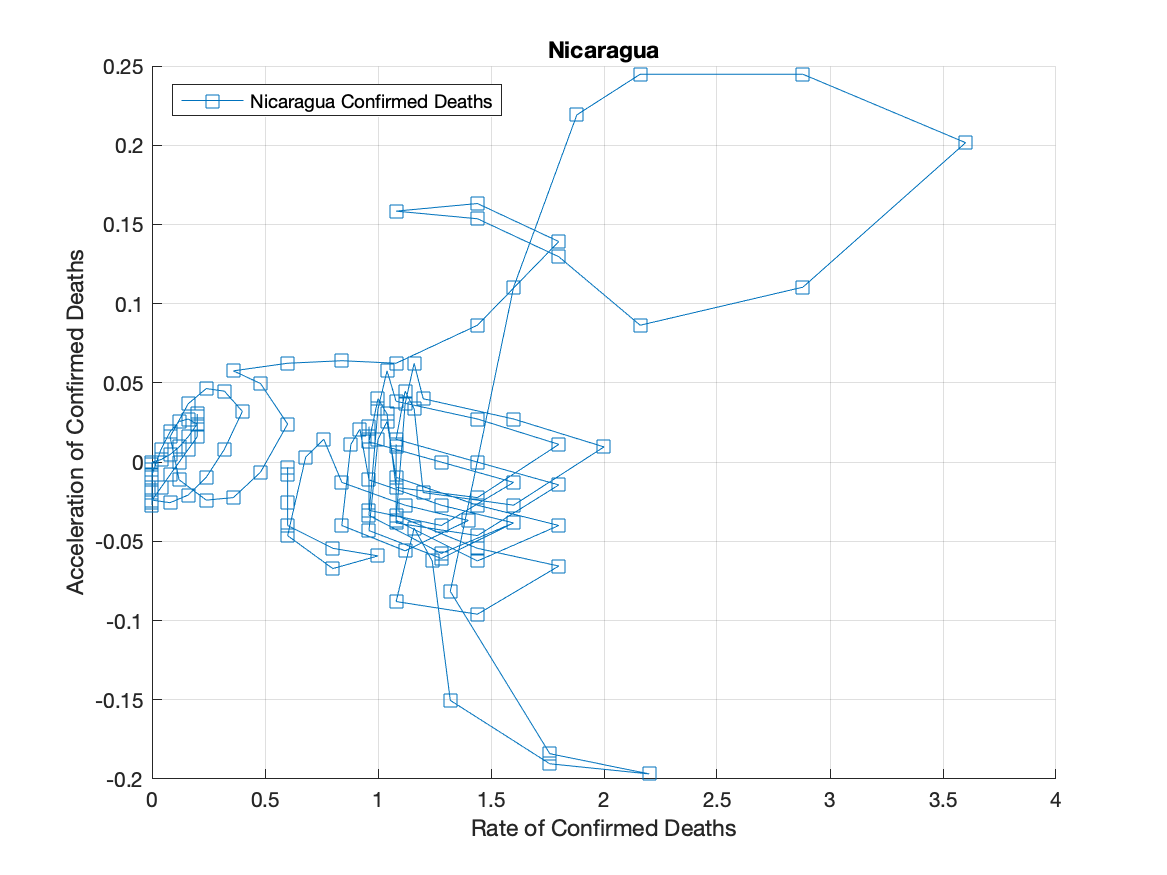 Nicaragua
0.25
Nicaragua Confirmed Deaths
0.2
0.15
0.1
0.05
0
-0.05
-0.1
-0.15
-0.2
Acceleration of Confirmed Deaths
0 0.5 1 1.5 2 2.5 3 3.5 4
Rate of Confirmed Deaths